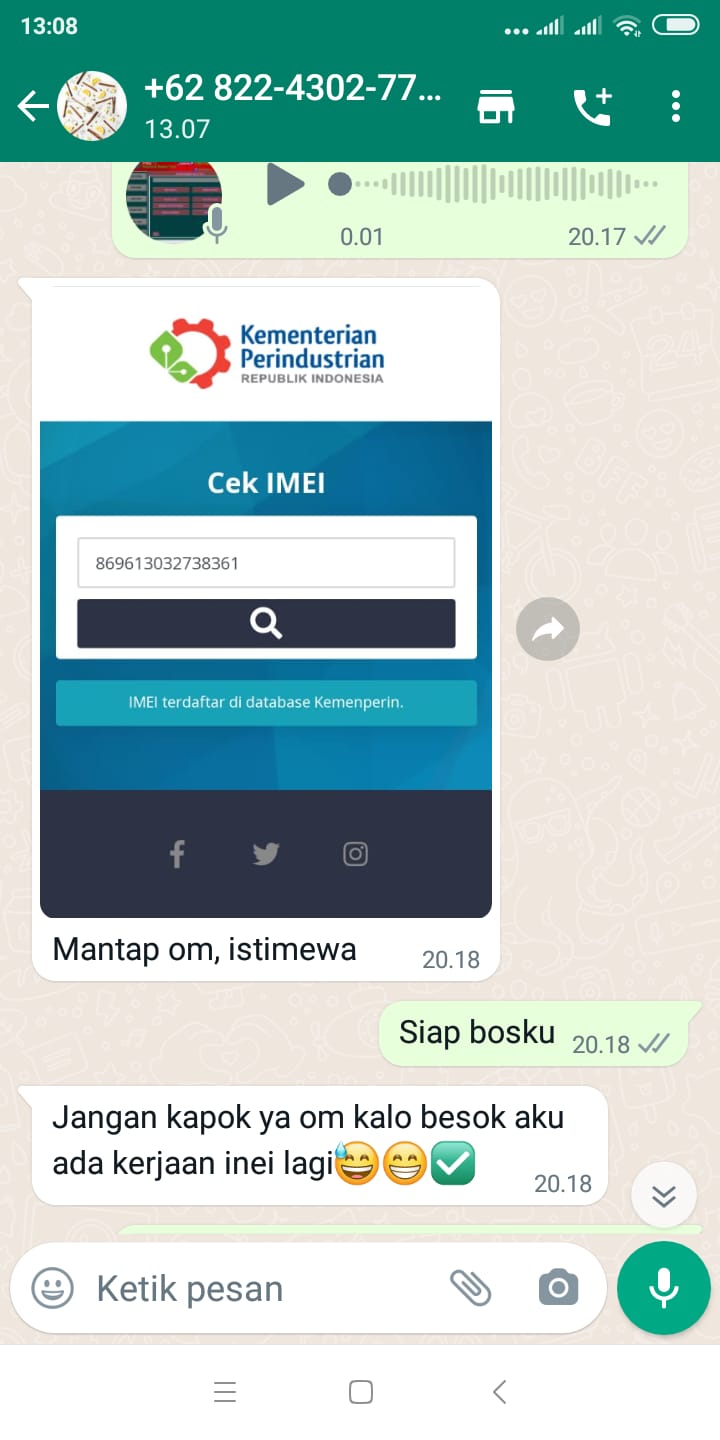 13:08
+62 822-4302-77...
13.07
0.01
20.17
Kementerian
Perindustrian
REPUBLIK INDONESIA
Cek IMEI
869613032738361
IMEI terdaftar di database Kemenperin.
Mantap om, istimewa
20.18
Siap bosku
20.18
Jangan kapok ya om kalo besok aku
ada kerjaan inei lagi😅😁✅
20.18
Ketik pesan